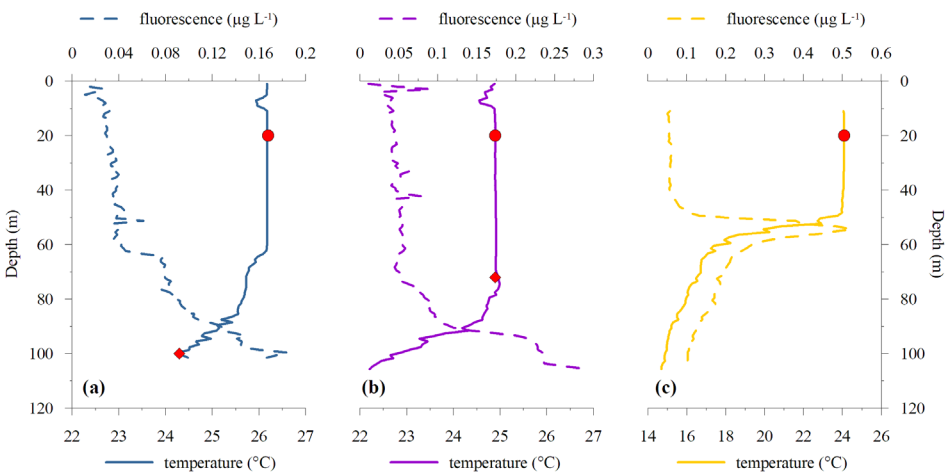 fluorescence (µg L-1) fluorescence (µg L-1) fluorescence (µg L-1)
0 0.04 0.08 0.12 0.16 0.2 0 0.05 0.1 0.15 0.2 0.25 0.3 0 0.1 0.2 0.3 0.4 0.5 0.6
0 0
20 20
40 40
Depth (m) Depth (m)
60 60
80 80
100 100
(a) (b) (c)
120 120
22 23 24 25 26 27 22 23 24 25 26 27 14 16 18 20 22 24 26
temperature (°C) temperature (°C) temperature (°C)